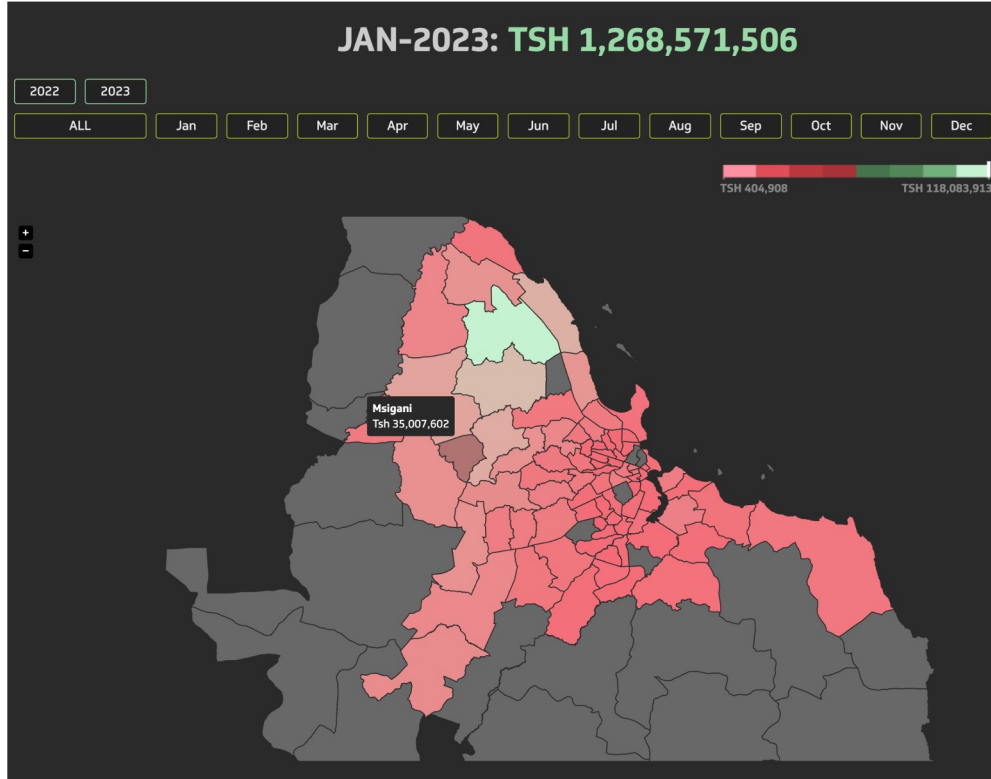 JAN-2023: TSH 1,268,571,506
2022 2023
ALL Jan Feb Mar Apr May Jun Jul Aug Sep Oct Nov Dec
TSH 404,908 TSH 118,083,913
+
−
Msigani
Tsh 35,007,602